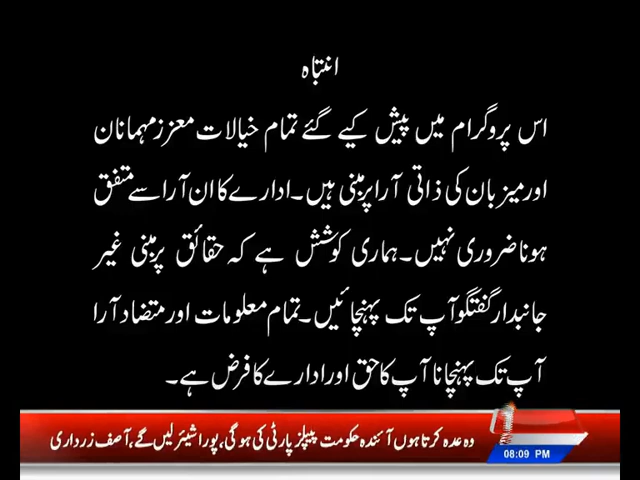 انتباہ
اس پروگرام میں پیش کیے گئے تمام خیالات معزز مہمانان
اور میزبان کی ذاتی آرا پر مبنی ہیں۔ ادارے کا ان آرا سے متفق
ہونا ضروری نہیں۔ ہماری کوشش ہے کہ حقائق پر مبنی غیر
جانبدار گفتگو آپ تک پہنچائیں۔ تمام معلومات اور متضاد آرا
آپ تک پہنچانا آپ کا حق اور ادارے کا فرض ہے۔
وعدہ کرتا ہوں آئندہ حکومت پیپلز پارٹی کی ہوگی، پورا شیئر لیں گے، آصف زرداری
08:09 PM